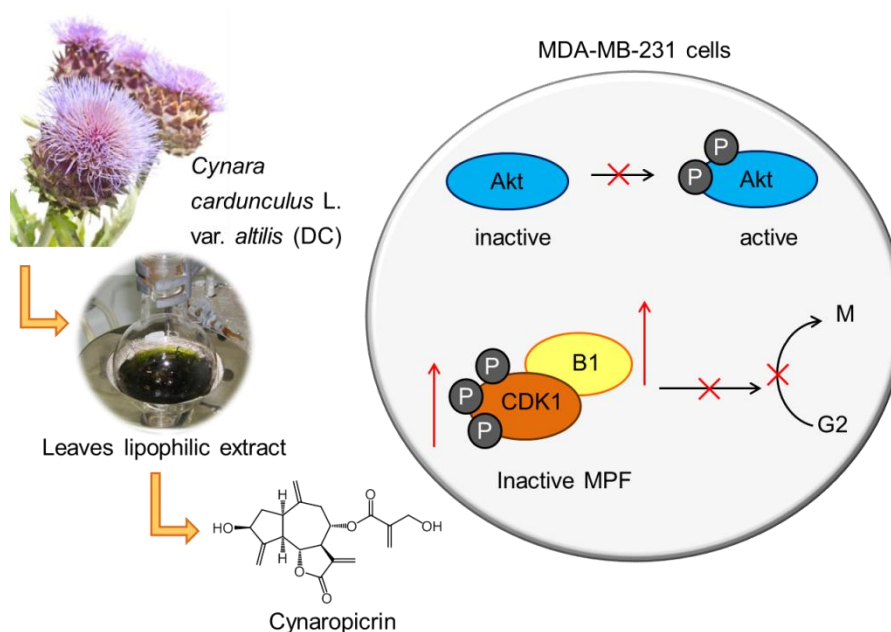 MDA-MB-231 cells
Cynara
cardunculus L.
var. altilis (DC)
Leaves lipophilic extract
HO
H
H
O
O
OH
O
O
Cynaropicrin
Akt
inactive
P
P
Akt
active
P
P
P
CDK1
B1
Inactive MPF
M
G2